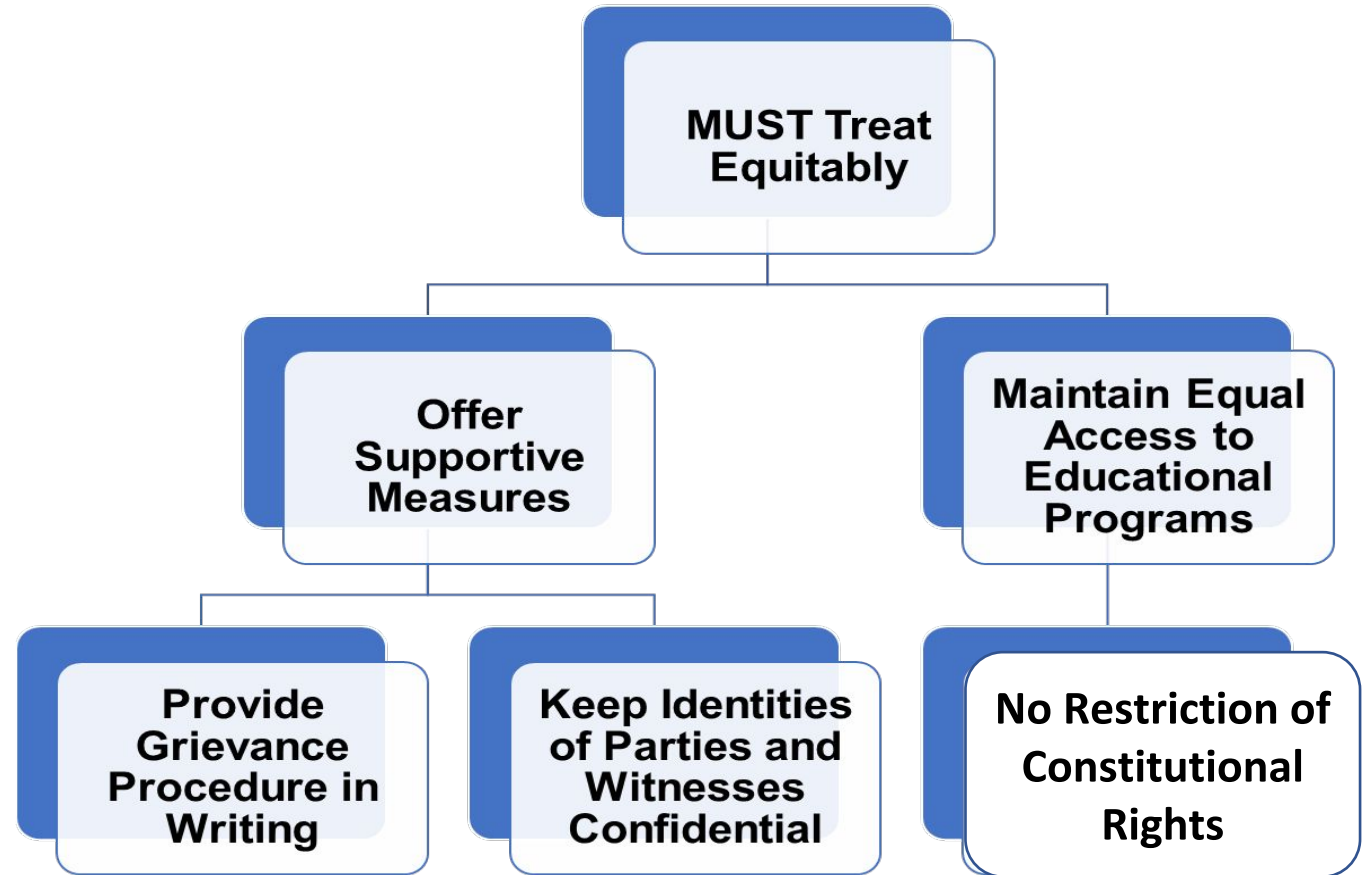 MUST Treat
Equitably
Offer
Supportive
Measures
Maintain Equal
Access to
Educational
Programs
Provide
Grievance
Procedure in
Writing
Keep Identities
of Parties and
Witnesses
Confidential
No Restriction of
Constitutional
Rights